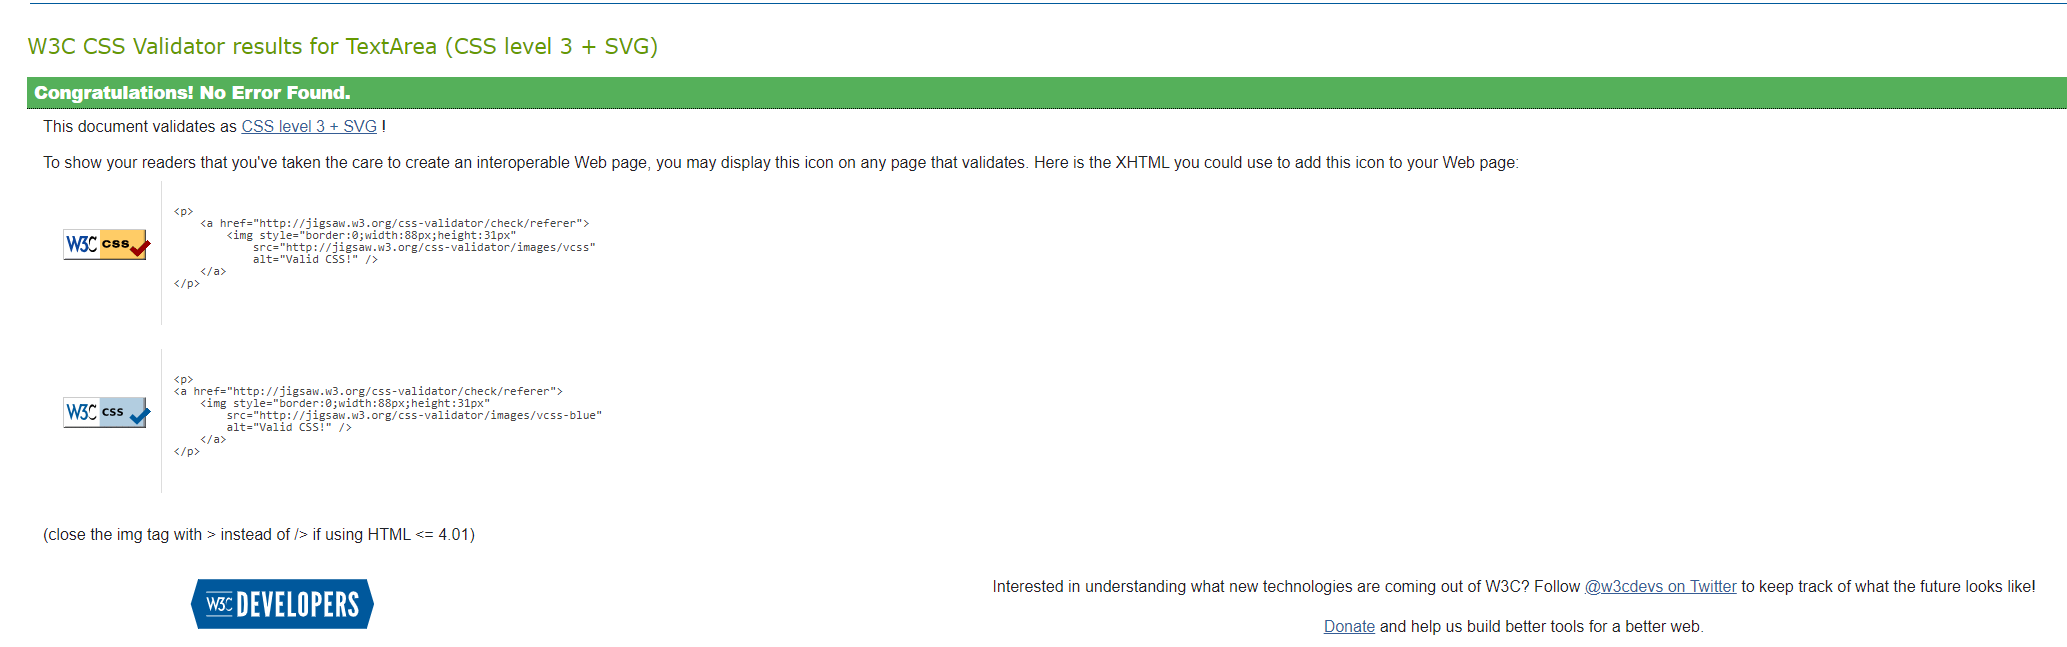 W3C CSS Validator results for TextArea (CSS level 3 + SVG)
Congratulations! No Error Found.
This document validates as CSS level 3 + SVG !
To show your readers that you've taken the care to create an interoperable Web page, you may display this icon on any page that validates. Here is the XHTML you could use to add this icon to your Web page:
W3C css
<p>
    <a href="http://jigsaw.w3.org/css-validator/check/referer">
        <img style="border:0;width:88px;height:31px"
            src="http://jigsaw.w3.org/css-validator/images/vcss"
            alt="Valid CSS!" />
    </a>
</p>
W3C css
<p>
<a href="http://jigsaw.w3.org/css-validator/check/referer">
    <img style="border:0;width:88px;height:31px"
        src="http://jigsaw.w3.org/css-validator/images/vcss-blue"
        alt="Valid CSS!" />
    </a>
</p>
(close the img tag with > instead of /> if using HTML <= 4.01)
W3C DEVELOPERS
Interested in understanding what new technologies are coming out of W3C? Follow @w3cdevs on Twitter to keep track of what the future looks like!
Donate and help us build better tools for a better web.